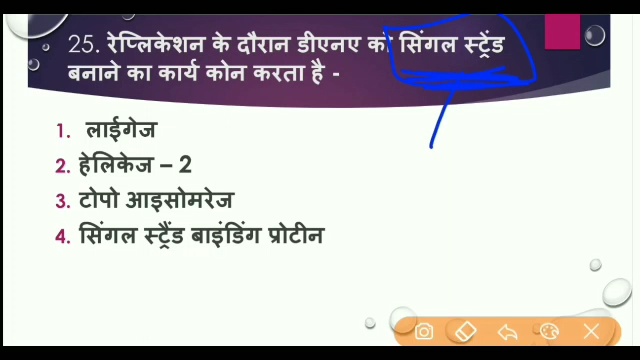 25. रेप्लिकेशन के दौरान डीएनए को सिंगल स्ट्रेंड
बनाने का कार्य कोन करता है -
1. लाईगेज
2. हेलिकेज – 2
3. टोपो आइसोमरेज
4. सिंगल स्ट्रैंड बाइंडिंग प्रोटीन